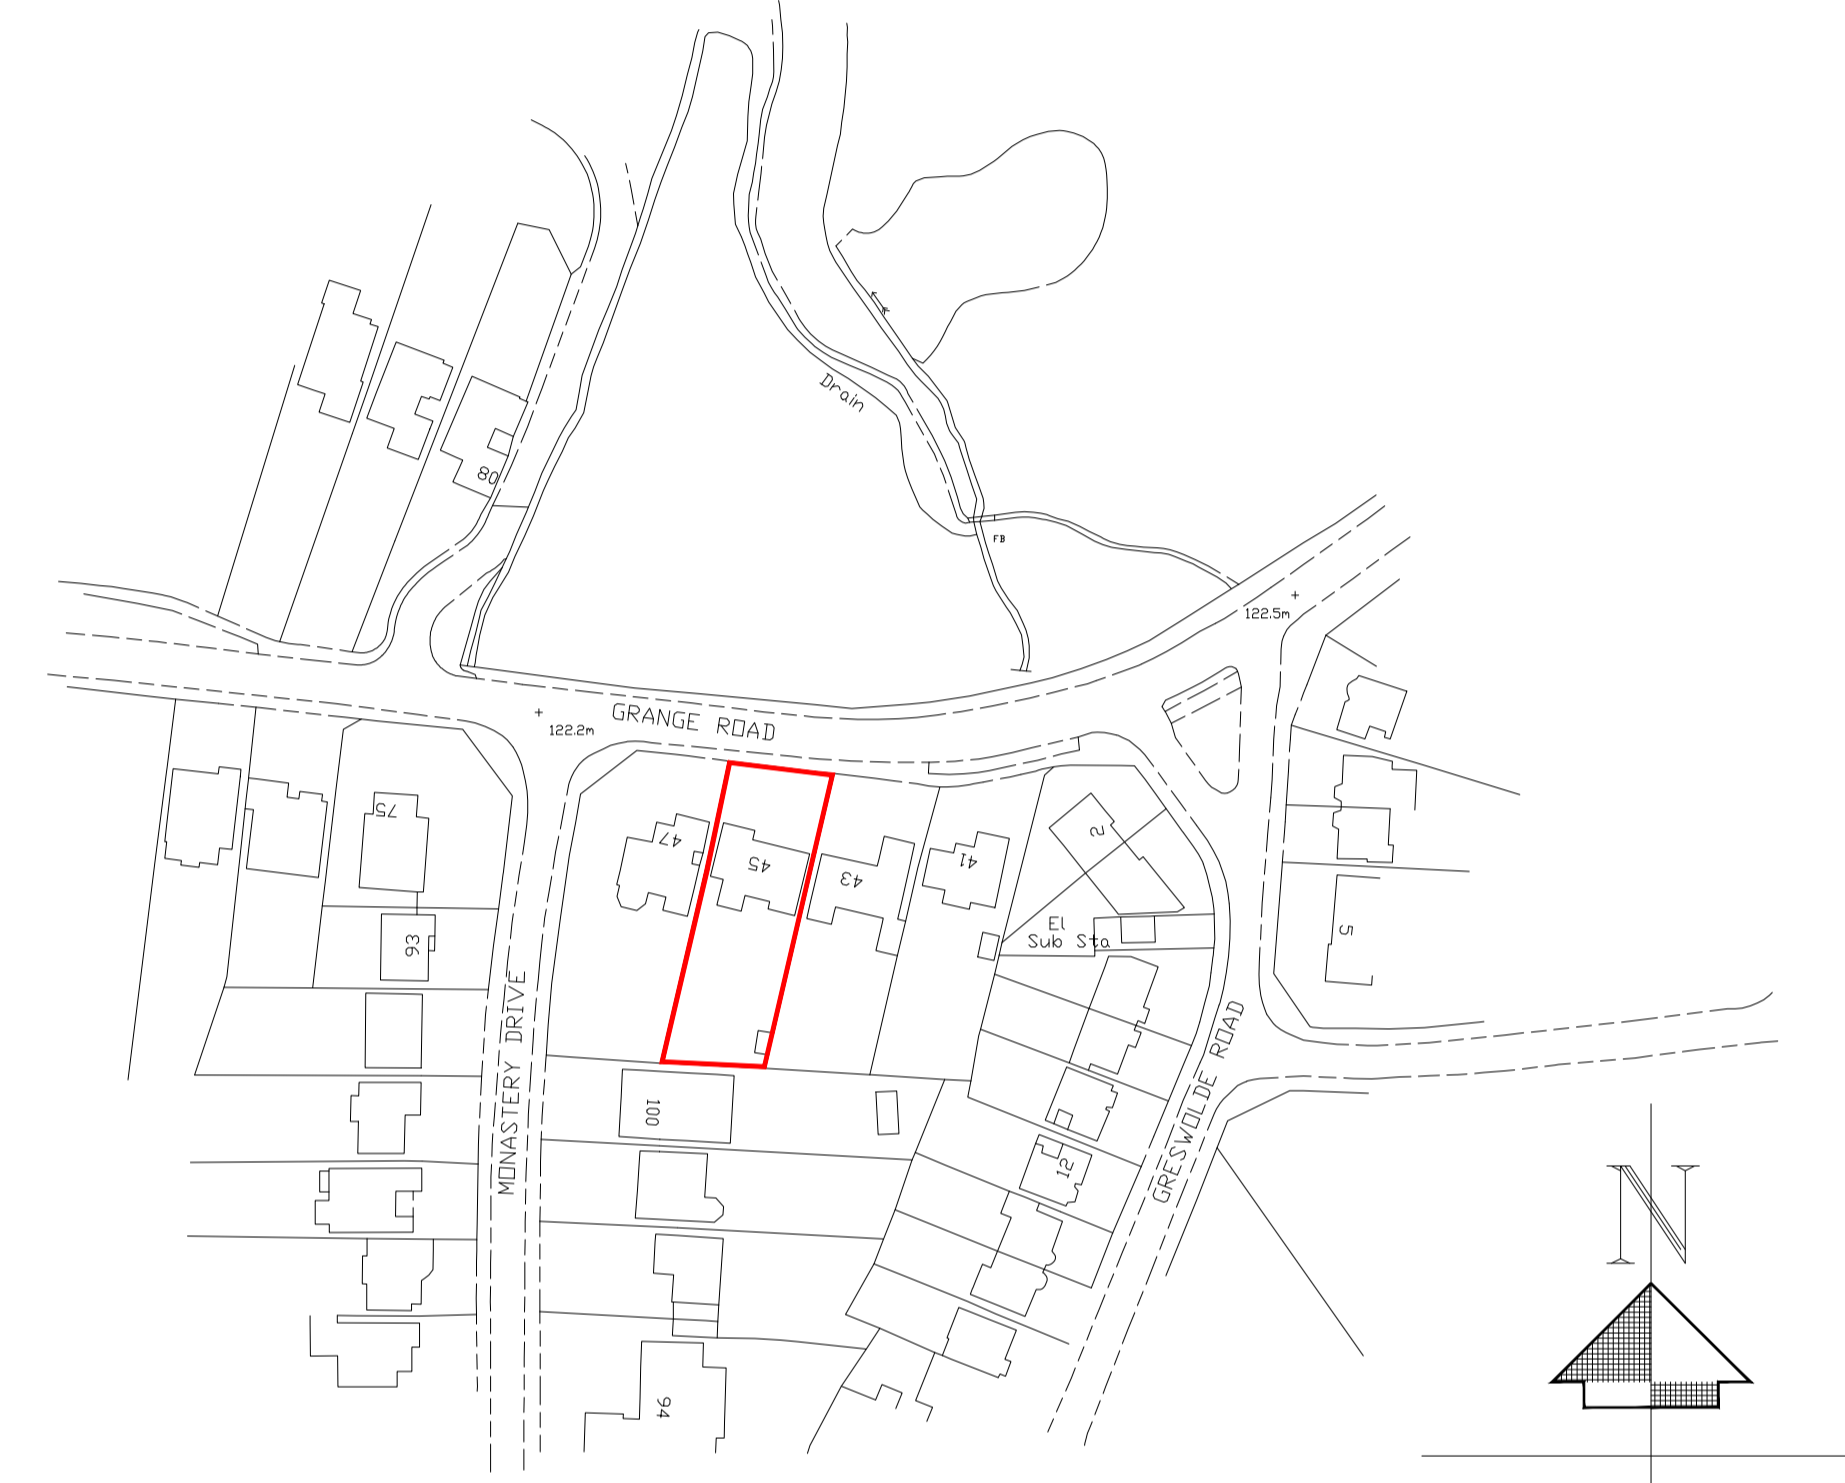 Drain
80
FB
122.5m
GRANGE ROAD
122.2m
75
47
45
43
41
2
93
El
Sub Sta
5
MONASTERY DRIVE
GRESWOLDE ROAD
100
12
94
N